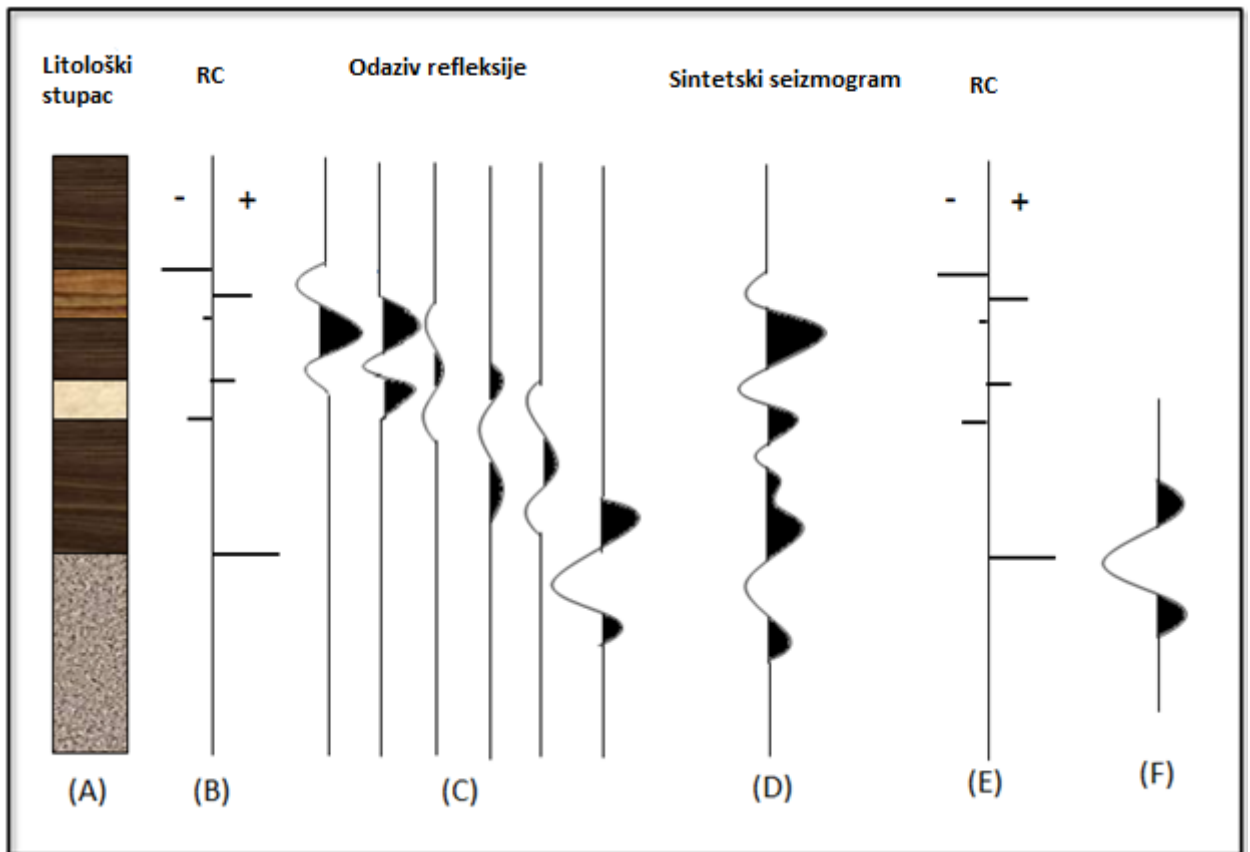 Litološki
stupac
RC
Odaziv refleksije
Sintetski seizmogram
RC
- +
- +
(A)
(B)
(C)
(D)
(E)
(F)